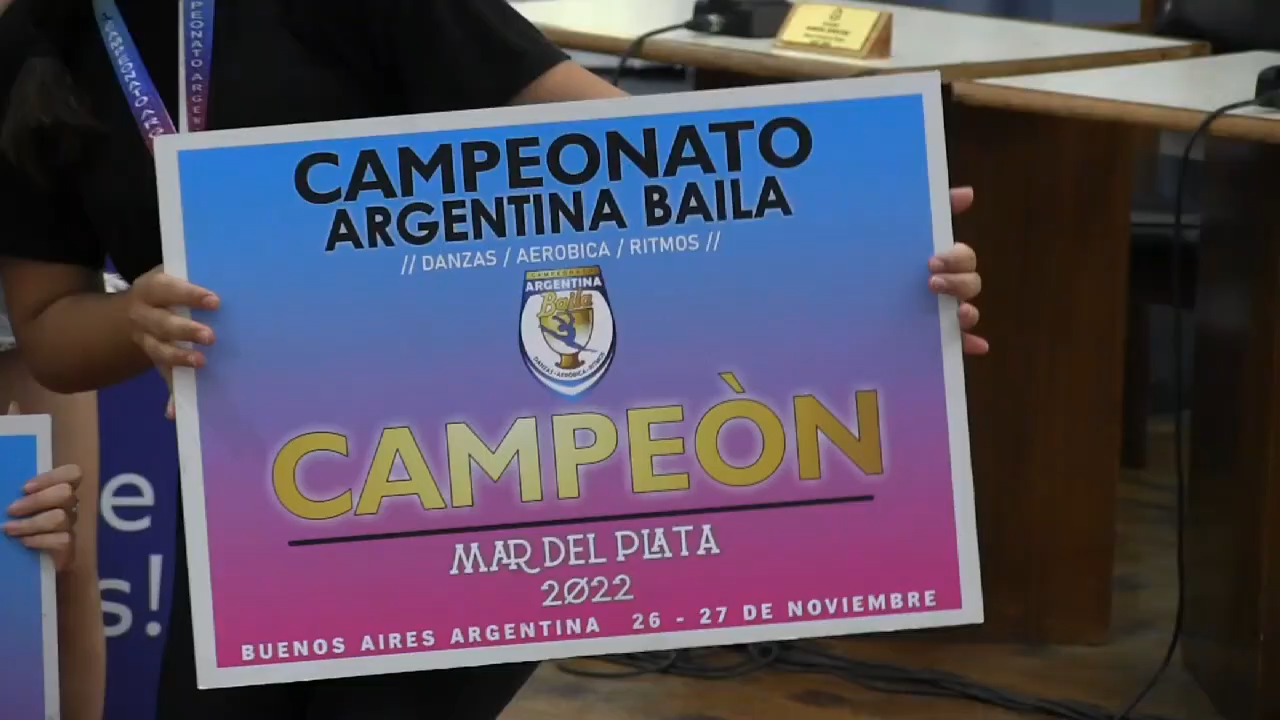 CAMPEONATO
ARGENTINA BAILA
// DANZAS / AEROBICA / RITMOS //
CAMPEONATO
ARGENTINA
Baila
DANZAS - AEROBICA - RITMOS
CAMPEÒN
MAR DEL PLATA
2022
BUENOS AIRES ARGENTINA 26 - 27 DE NOVIEMBRE
e
s!